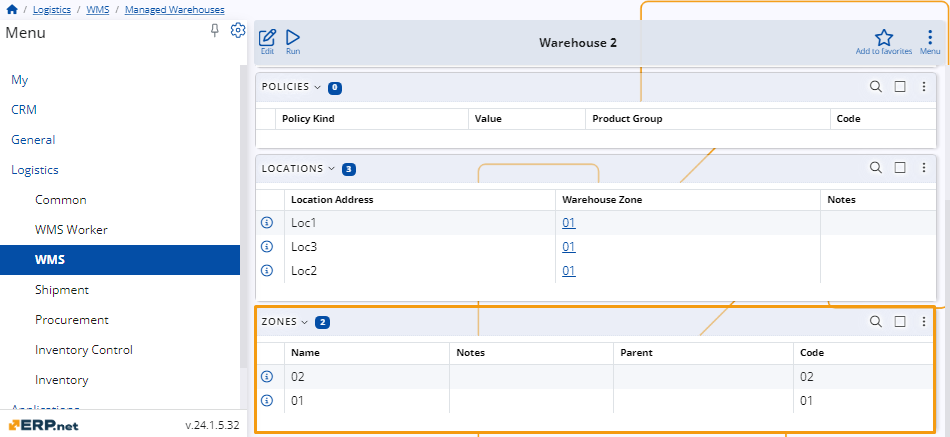 / Logistics / WMS / Managed Warehouses
Menu
Edit
Run
Warehouse 2
Add to favorites
Menu
My
CRM
General
Logistics
Common
WMS Worker
WMS
Shipment
Procurement
Inventory Control
Inventory
Applications
ERP.net
v.24.1.5.32
POLICIES 0
Policy Kind Value Product Group Code
LOCATIONS 3
Location Address Warehouse Zone Notes
Loc1 01
Loc3 01
Loc2 01
ZONES 2
Name Notes Parent Code
02 02
01 01